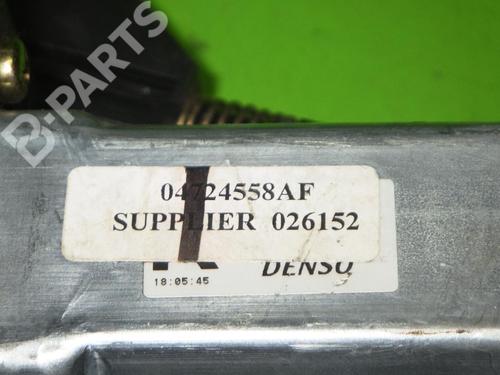 B-PARTS
04724558AF
SUPPLIER 026152
DENSO
18:05:45